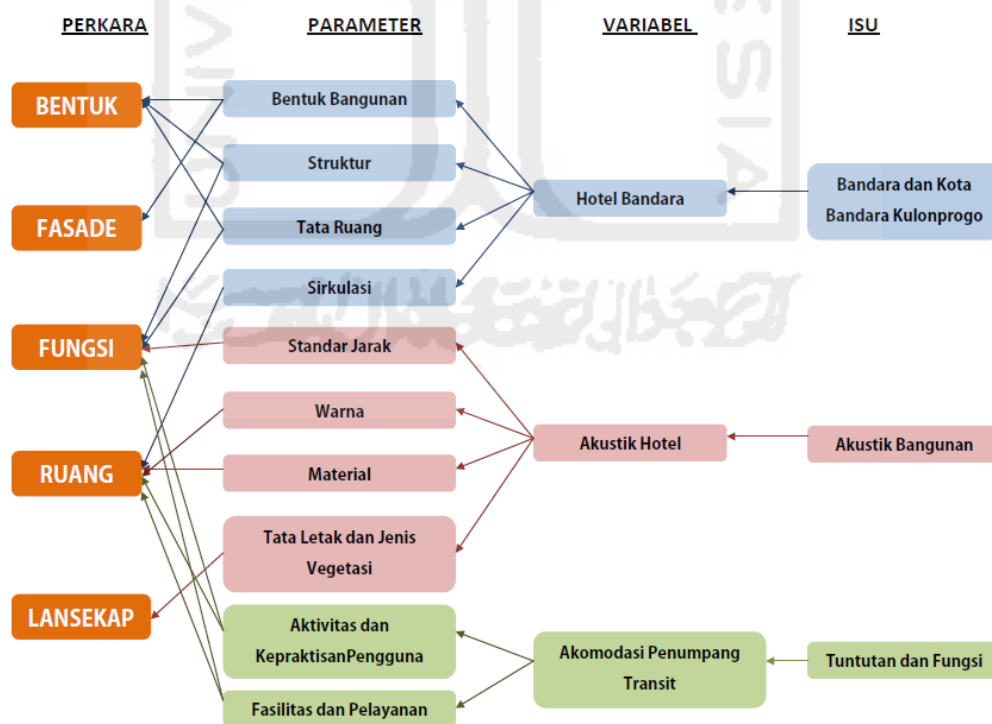 PERKARA PARAMETER VARIABEL ISU
BENTUK
FASADE
FUNGSI
RUANG
LANSEKAP
Bentuk Bangunan
Struktur
Tata Ruang
Sirkulasi
Standar Jarak
Warna
Material
Tata Letak dan Jenis
Vegetasi
Aktivitas dan
KepraktisanPengguna
Fasilitas dan Pelayanan
Hotel Bandara
Akustik Hotel
Akomodasi Penumpang
Transit
Bandara dan Kota
Bandara Kulonprogo
Akustik Bangunan
Tuntutan dan Fungsi